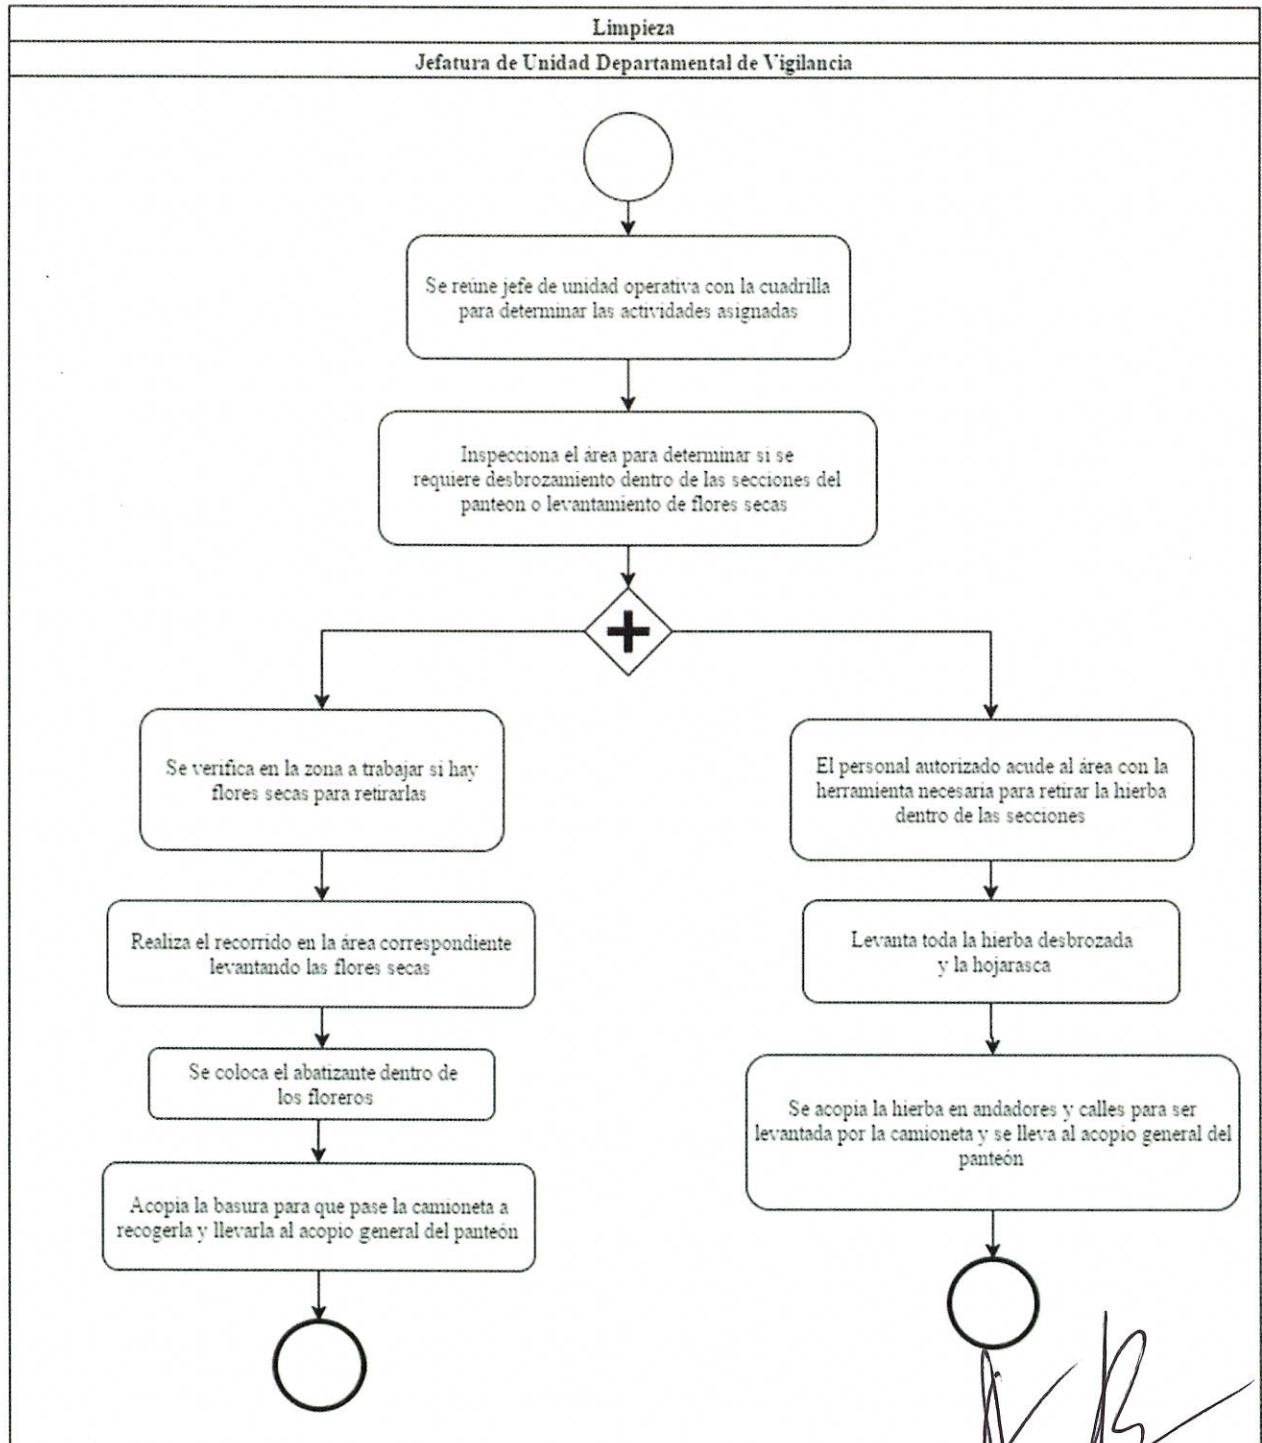 Limpieza
Jefatura de Unidad Departamental de Vigilancia
Se reúne jefe de unidad operativa con la cuadrilla
para determinar las actividades asignadas
Inspecciona el área para determinar si se
requiere desbrozamiento dentro de las secciones del
panteon o levantamiento de flores secas
Se verifica en la zona a trabajar si hay
flores secas para retirarlas
Realiza el recorrido en la área correspondiente
levantando las flores secas
Se coloca el abatizante dentro de
los floreros
Acopia la basura para que pase la camioneta a
recogerla y llevarla al acopio general del panteón
El personal autorizado acude al área con la
herramienta necesaria para retirar la hierba
dentro de las secciones
Levanta toda la hierba desbrozada
y la hojarasca
Se acopia la hierba en andadores y calles para ser
levantada por la camioneta y se lleva al acopio general del
panteón